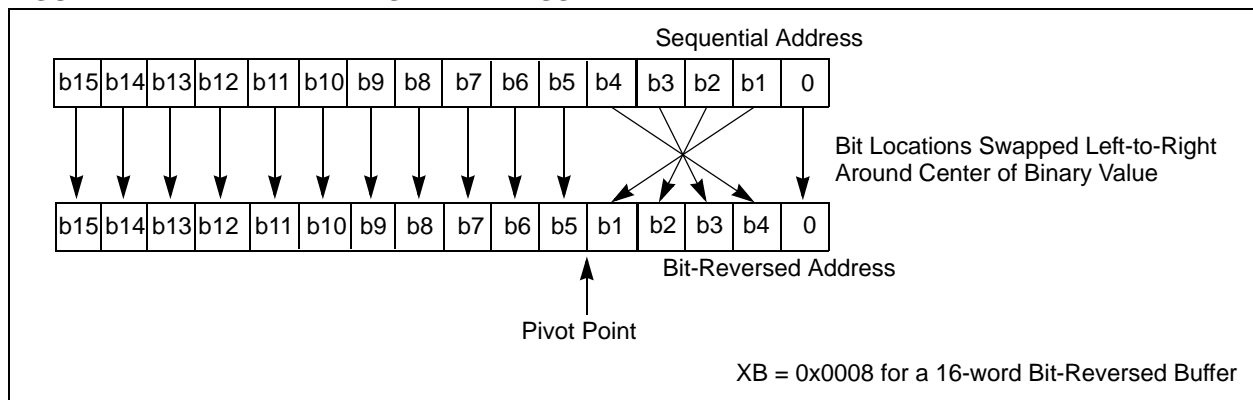 Sequential Address
b15 b14 b13 b12 b11 b10 b9 b8 b7 b6 b5 b4 b3 b2 b1 0
Bit Locations Swapped Left-to-Right
Around Center of Binary Value
b15 b14 b13 b12 b11 b10 b9 b8 b7 b6 b5 b1 b2 b3 b4 0
Bit-Reversed Address
Pivot Point
XB = 0x0008 for a 16-word Bit-Reversed Buffer